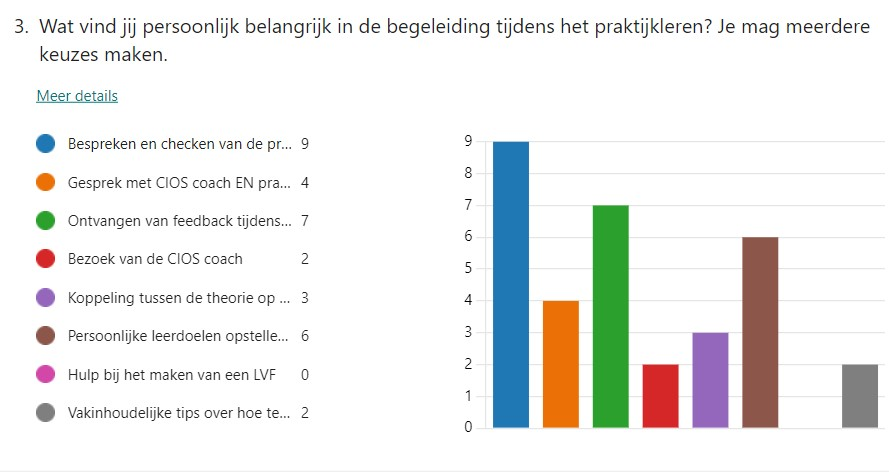 3. Wat vind jij persoonlijk belangrijk in de begeleiding tijdens het praktijkleren? Je mag meerdere
keuzes maken.
Meer details
Bespreken en checken van de pr... 9
Gesprek met CIOS coach EN pra... 4
Ontvangen van feedback tijdens... 7
Bezoek van de CIOS coach 2
Koppeling tussen de theorie op ... 3
Persoonlijke leerdoelen opstelle... 6
Hulp bij het maken van een LVF 0
Vakinhoudelijke tips over hoe te... 2
9
8
7
6
5
4
3
2
1
0